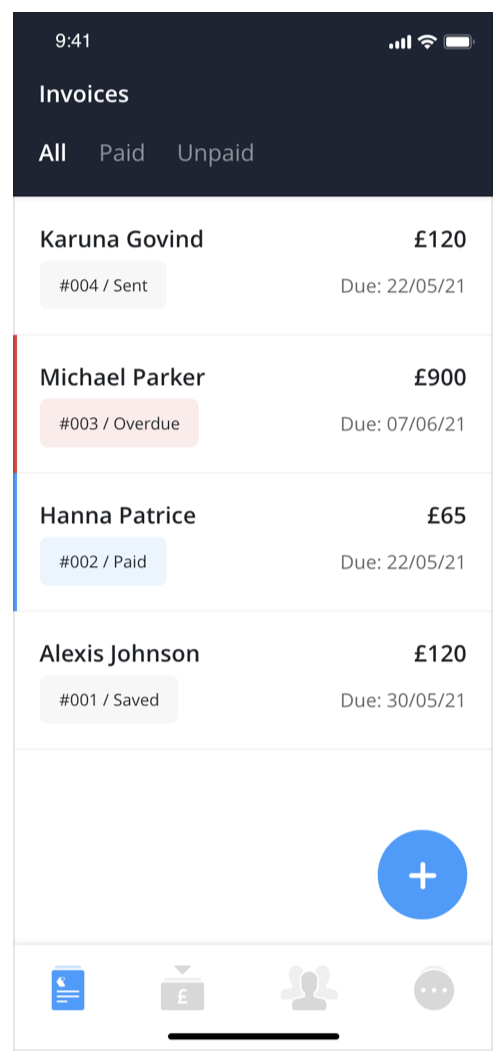 9:41
Invoices
All Paid Unpaid
Karuna Govind £120
#004 / Sent Due: 22/05/21
Michael Parker £900
#003 / Overdue Due: 07/06/21
Hanna Patrice £65
#002 / Paid Due: 22/05/21
Alexis Johnson £120
#001 / Saved Due: 30/05/21
+
£